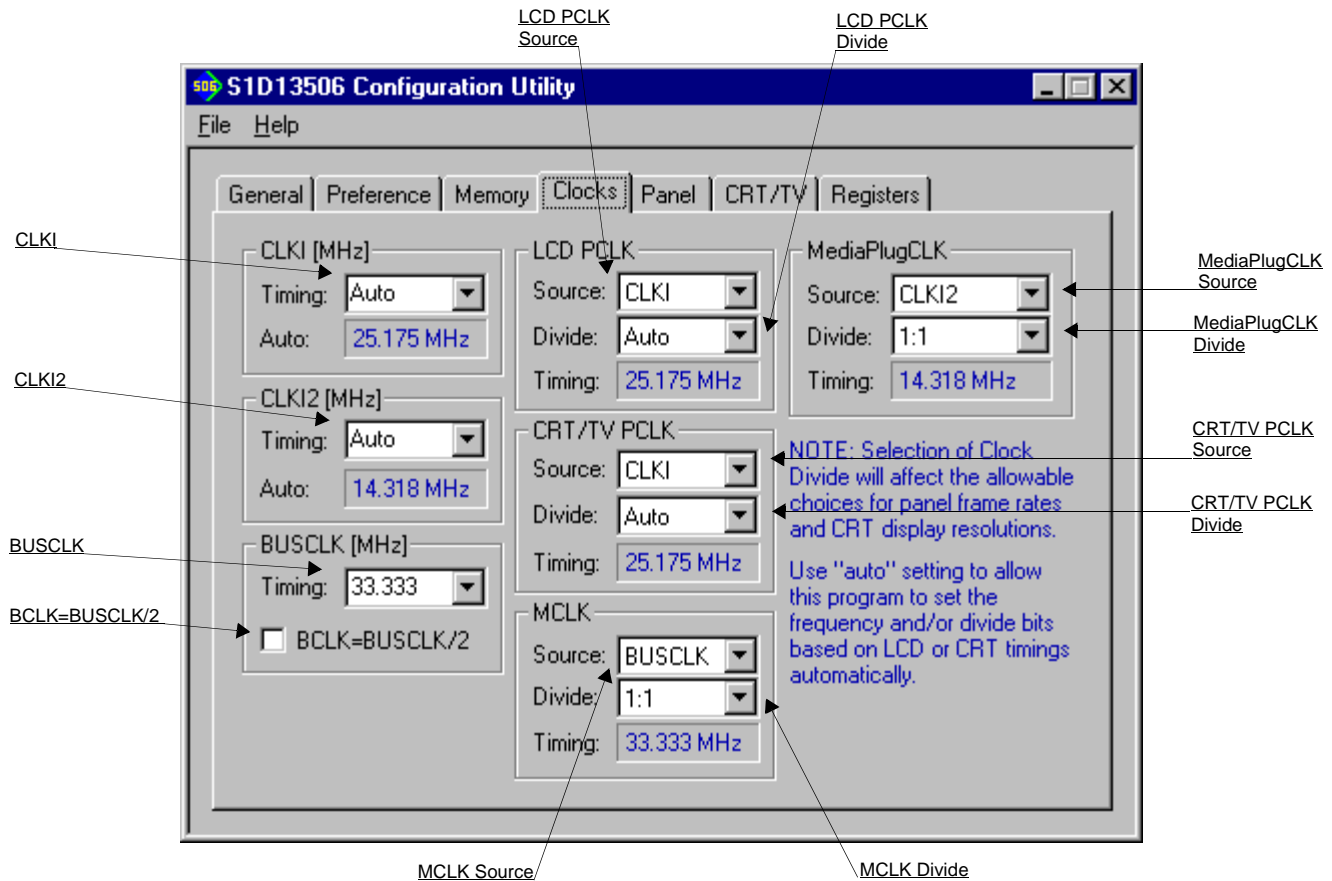 LCD PCLK
Source
LCD PCLK
Divide
506 S1D13506 Configuration Utility
File Help
General Preference Memory Clocks Panel CRT/TV Registers
CLKI
CLKI [MHz]
Timing: Auto
Auto: 25.175 MHz
CLKI2
CLKI2 [MHz]
Timing: Auto
Auto: 14.318 MHz
BUSCLK
BUSCLK [MHz]
Timing: 33.333
BCLK=BUSCLK/2
BCLK=BUSCLK/2
LCD PCLK
Source: CLKI
Divide: Auto
Timing: 25.175 MHz
CRT/TV PCLK
Source: CLKI
Divide: Auto
Timing: 25.175 MHz
MCLK
Source: BUSCLK
Divide: 1:1
Timing: 33.333 MHz
MediaPlugCLK
Source: CLKI2
Divide: 1:1
Timing: 14.318 MHz
NOTE: Selection of Clock
Divide will affect the allowable
choices for panel frame rates
and CRT display resolutions.
Use "auto" setting to allow
this program to set the
frequency and/or divide bits
based on LCD or CRT timings
automatically.
MediaPlugCLK
Source
MediaPlugCLK
Divide
CRT/TV PCLK
Source
CRT/TV PCLK
Divide
MCLK Source
MCLK Divide